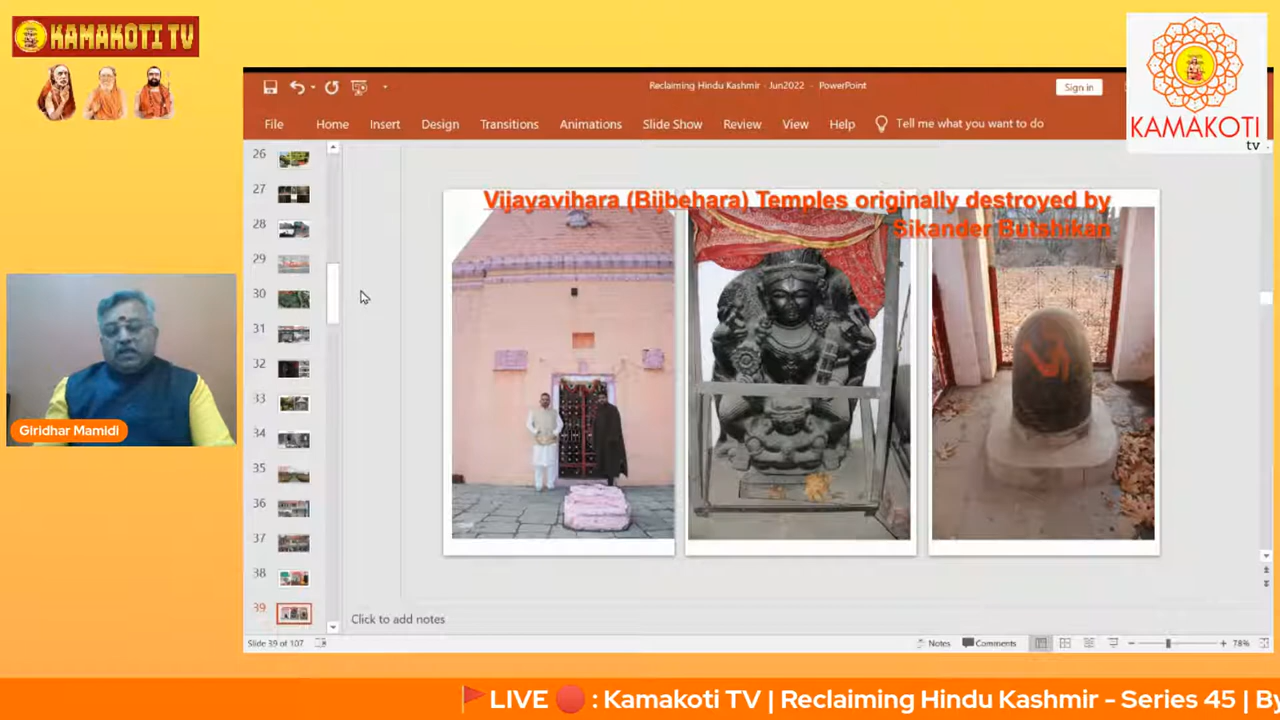 KAMAKOTI TV
KAMAKOTI
tv
Reclaiming Hindu Kashmir - Jun2022 - PowerPoint
Sign in
File Home Insert Design Transitions Animations Slide Show Review View Help Tell me what you want to do
26
27
28
29
30
31
32
33
34
35
36
37
38
39
Vijayavihara (Bijbehara) Temples originally destroyed by
Sikander Butshikan
Giridhar Mamidi
Click to add notes
Slide 39 of 107
Notes Comments 78%
LIVE : Kamakoti TV | Reclaiming Hindu Kashmir - Series 45 | By